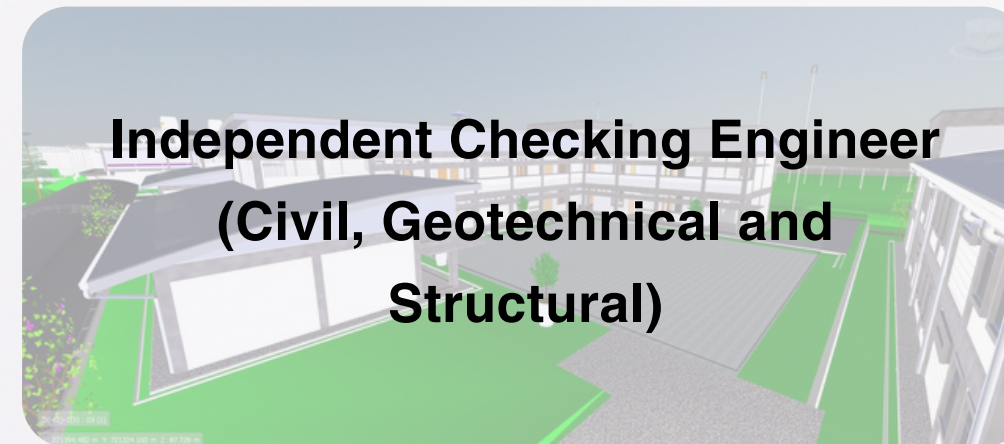 Independent Checking Engineer
(Civil, Geotechnical and
Structural)